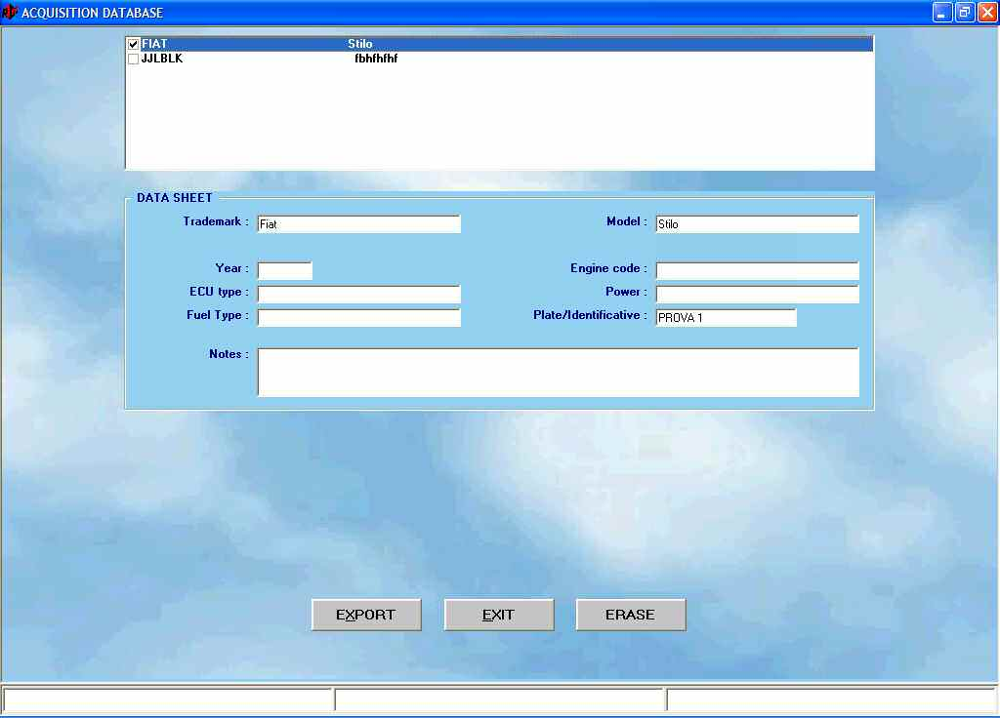 ACQUISITION DATABASE
FIAT Stilo
JJLBLK fbhfhfhf
DATA SHEET
Trademark : Fiat Model : Stilo
Year : Engine code :
ECU type : Power :
Fuel Type : Plate/Identificative : PROVA 1
Notes :
EXPORT EXIT ERASE